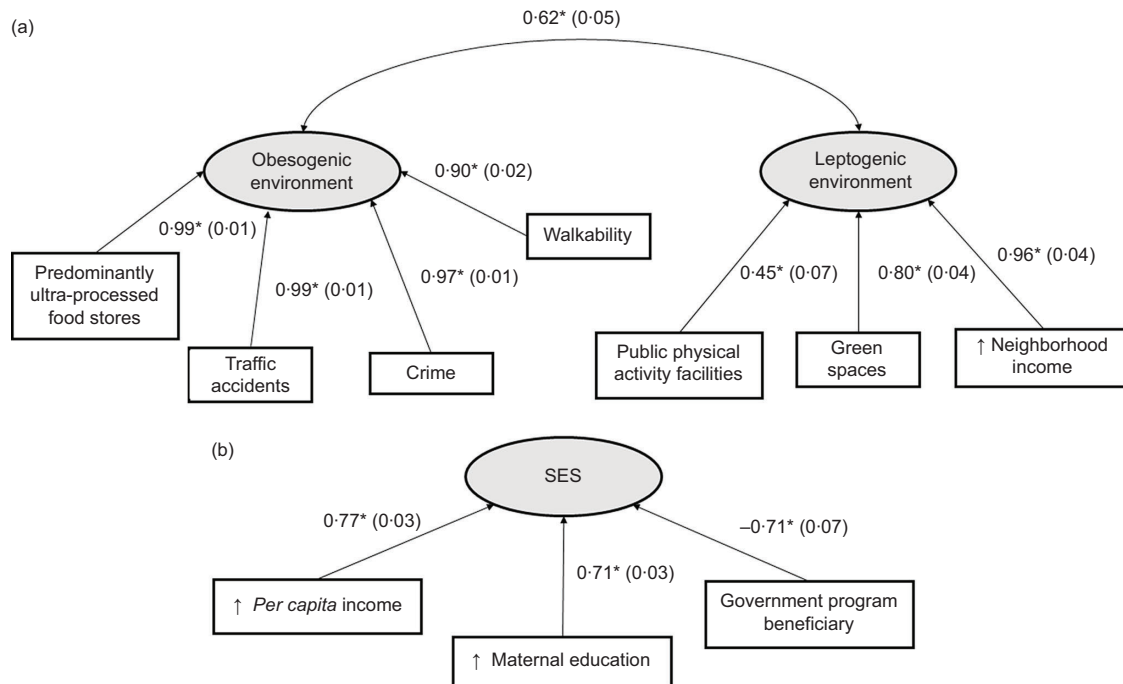 (a)
0·62* (0·05)
Obesogenic
environment
Leptogenic
environment
0·90* (0·02)
Walkability
0·99* (0·01)
0·99* (0·01)
0·97* (0·01)
Predominantly
ultra-processed
food stores
Traffic
accidents
Crime
0·45* (0·07)
0·80* (0·04)
0·96* (0·04)
Public physical
activity facilities
Green
spaces
↑ Neighborhood
income
(b)
SES
0·77* (0·03)
0·71* (0·03)
–0·71* (0·07)
↑ Per capita income
↑ Maternal education
Government program
beneficiary